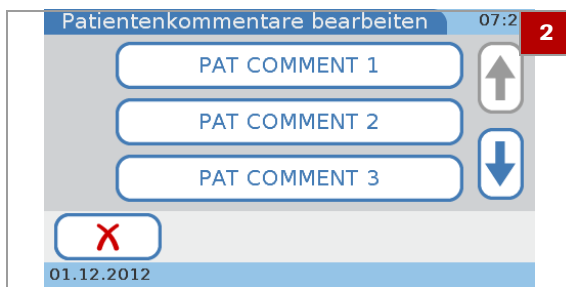 Patientenkommentare bearbeiten 07:2
2
PAT COMMENT 1
PAT COMMENT 2
PAT COMMENT 3
01.12.2012